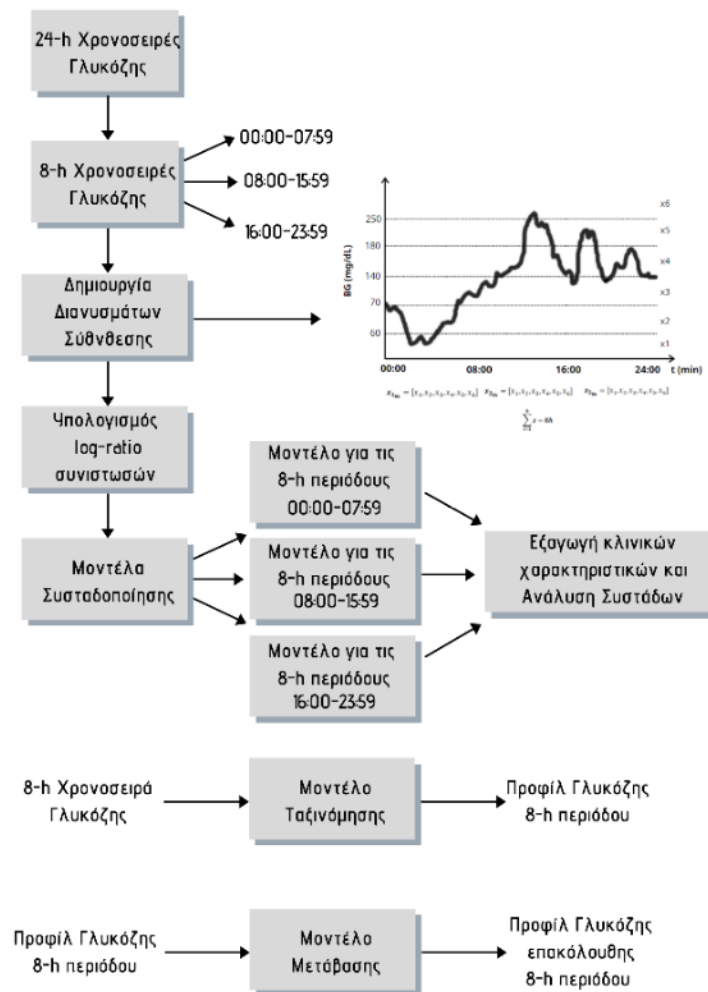 24-h Χρονοσειρές
Γλυκόζης
8-h Χρονοσειρές
Γλυκόζης
00:00-07:59
08:00-15:59
16:00-23:59
Δημιουργία
Διανυσμάτων
Σύθνθεσης
BG (mg/dL)
250
180
140
70
60
x6
x5
x4
x3
x2
x1
00:00
08:00
16:00
24:00
t (min)
Υπολογισμός
log-ratio
συνιστωσών
Μοντέλα
Συσταδοποίησης
Μοντέλο για τις
8-h περιόδους
00:00-07:59
Μοντέλο για τις
8-h περιόδους
08:00-15:59
Μοντέλο για τις
8-h περιόδους
16:00-23:59
Εξαγωγή κλινικών
χαρακτηριστικών και
Ανάλυση Συστάδων
8-h Χρονοσειρά
Γλυκόζης
Μοντέλο
Ταξινόμησης
Προφίλ Γλυκόζης
8-h περιόδου
Προφίλ Γλυκόζης
8-h περιόδου
Μοντέλο
Μετάβασης
Προφίλ Γλυκόζης
επακόλουθης
8-h περιόδου